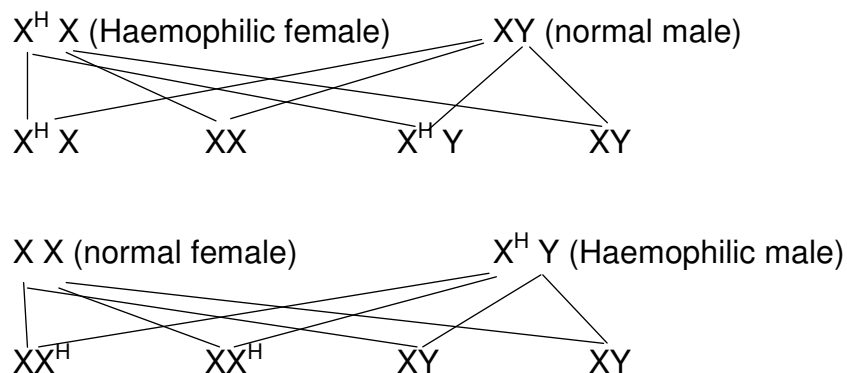 X^H X (Haemophilic female) XY (normal male)
X^H X XX X^H Y XY
X X (normal female) X^H Y (Haemophilic male)
XX^H XX^H XY XY